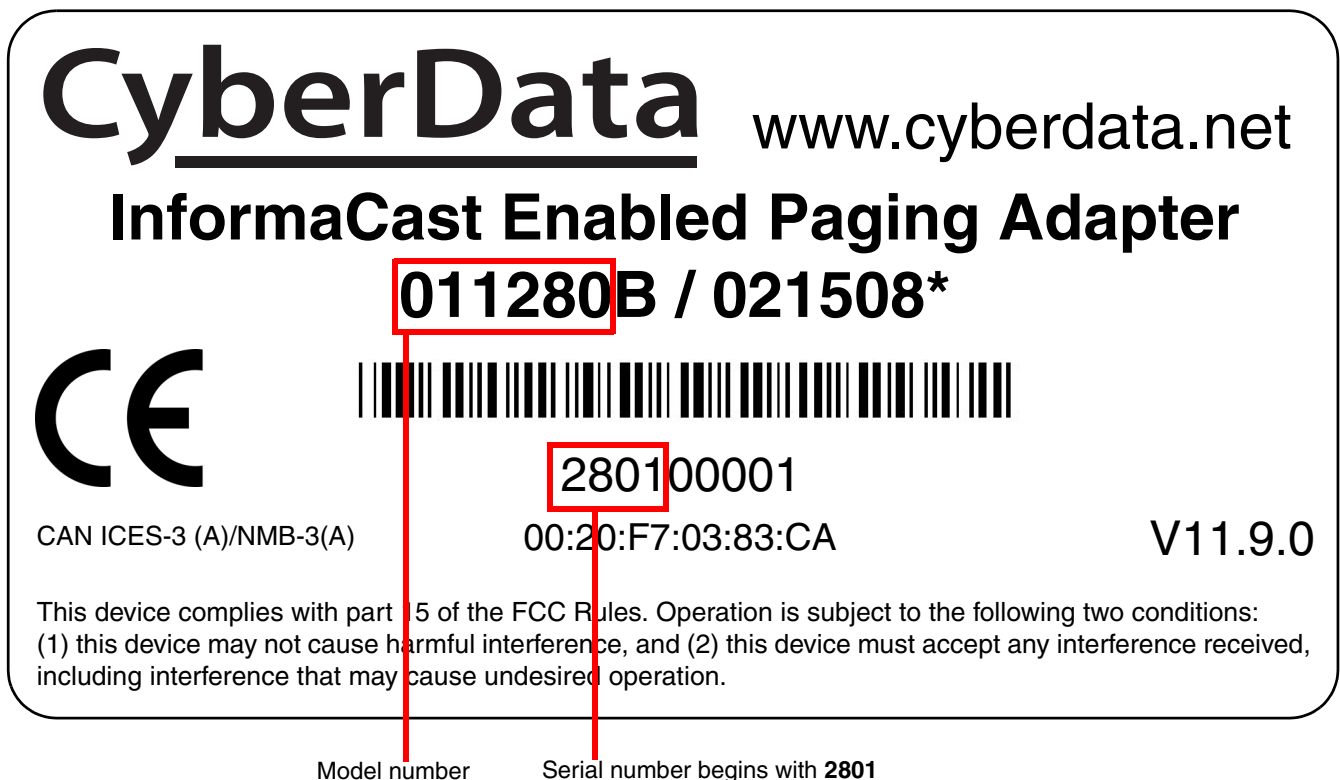 CyberData www.cyberdata.net
InformaCast Enabled Paging Adapter
011280B / 021508*
CE
280100001
CAN ICES-3 (A)/NMB-3(A) 00:20:F7:03:83:CA V11.9.0
This device complies with part 15 of the FCC Rules. Operation is subject to the following two conditions:
(1) this device may not cause harmful interference, and (2) this device must accept any interference received,
including interference that may cause undesired operation.
Model number Serial number begins with 2801